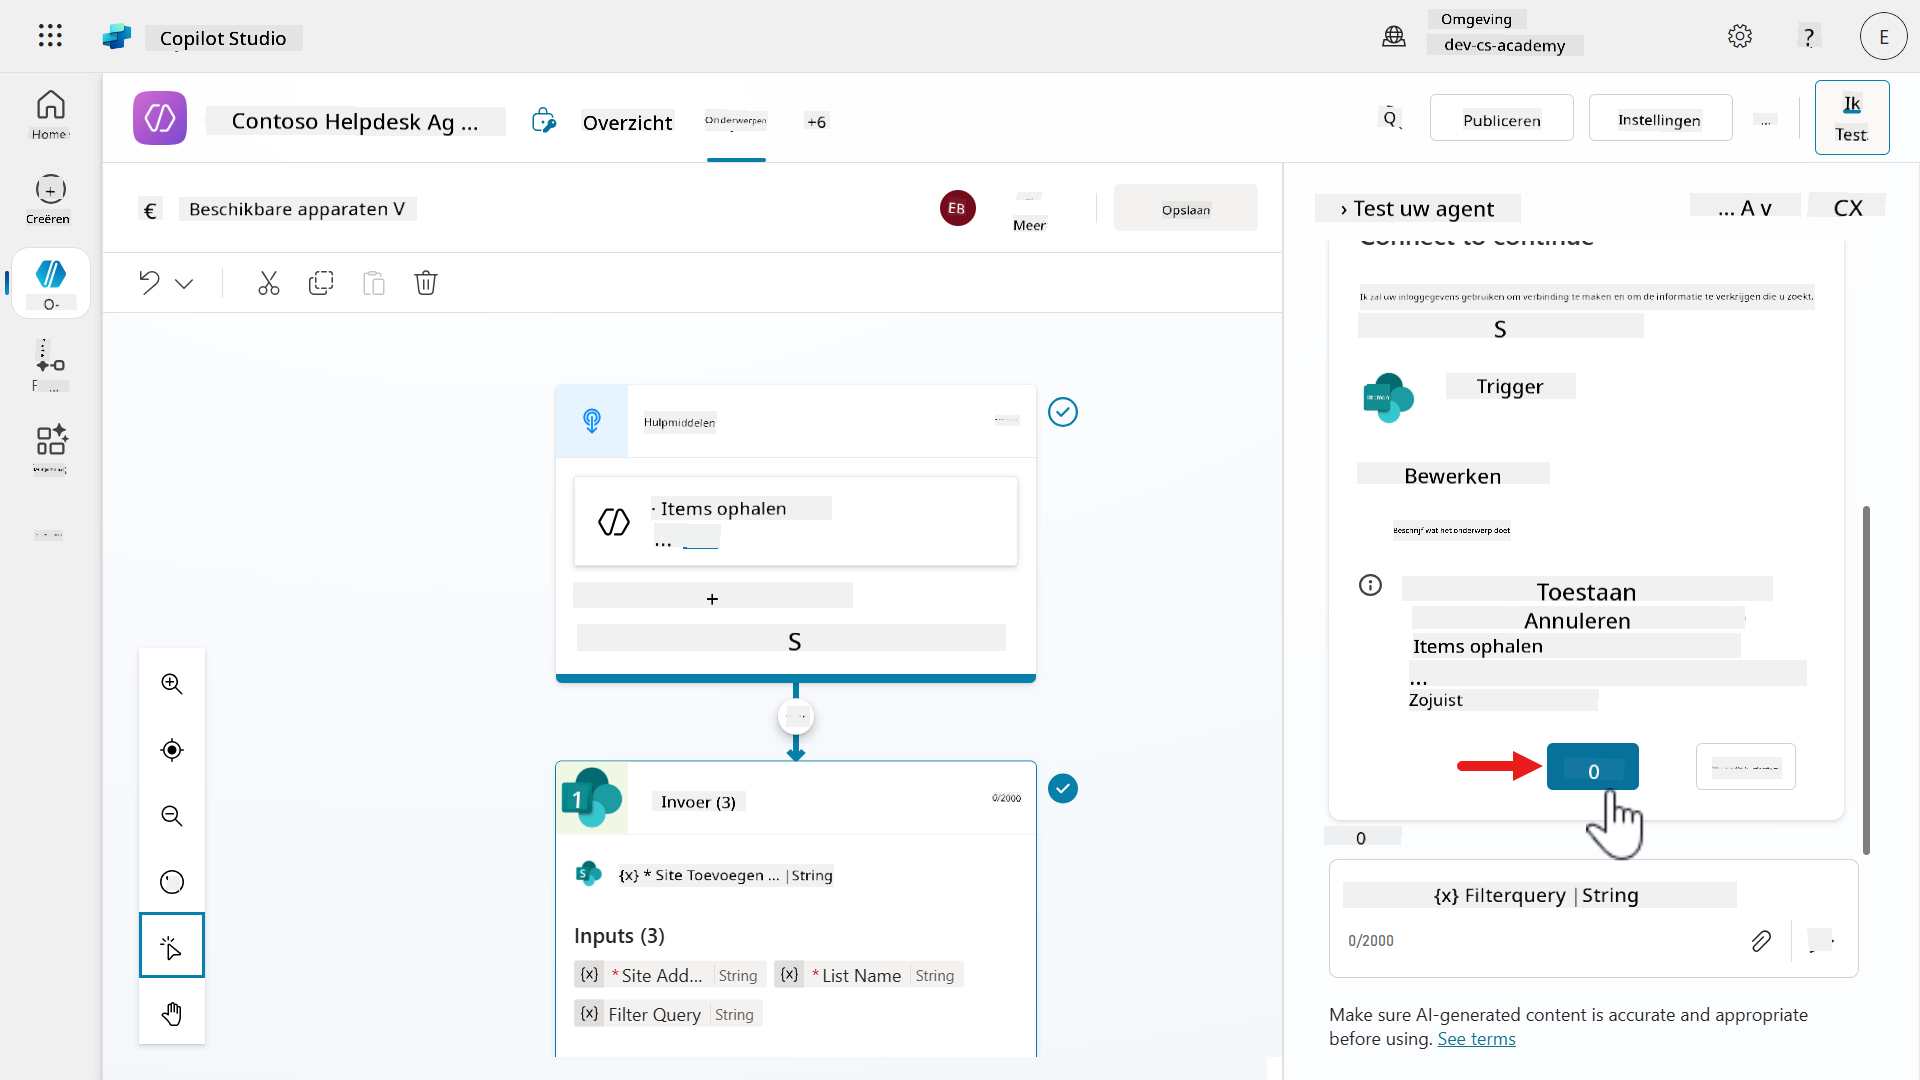 Copilot Studio
Omgeving
dev-cs-academy
?
E
Home
Creëren
O-
F ...
Contoso Helpdesk Ag ...
Overzicht
Onderwerpen
+6
Q
Publiceren
Instellingen
...
Ik
Test
€
Beschikbare apparaten V
EB
Meer
Opslaan
Hulpmiddelen
· Items ophalen
...
+
S
1
Invoer (3)
0/2000
S
{x} * Site Toevoegen ... |String
Inputs (3)
{x} * Site Add... String
{x} * List Name String
{x} Filter Query String
› Test uw agent
... A v
CX
Connect to continue
Ik zal uw inloggegevens gebruiken om verbinding te maken en om de informatie te verkrijgen die u zoekt.
S
Trigger
Bewerken
Beschrijf wat het onderwerp doet
Toestaan
Annuleren
Items ophalen
...
Zojuist
0
0
{x} Filterquery |String
0/2000
Make sure AI-generated content is accurate and appropriate
before using. See terms